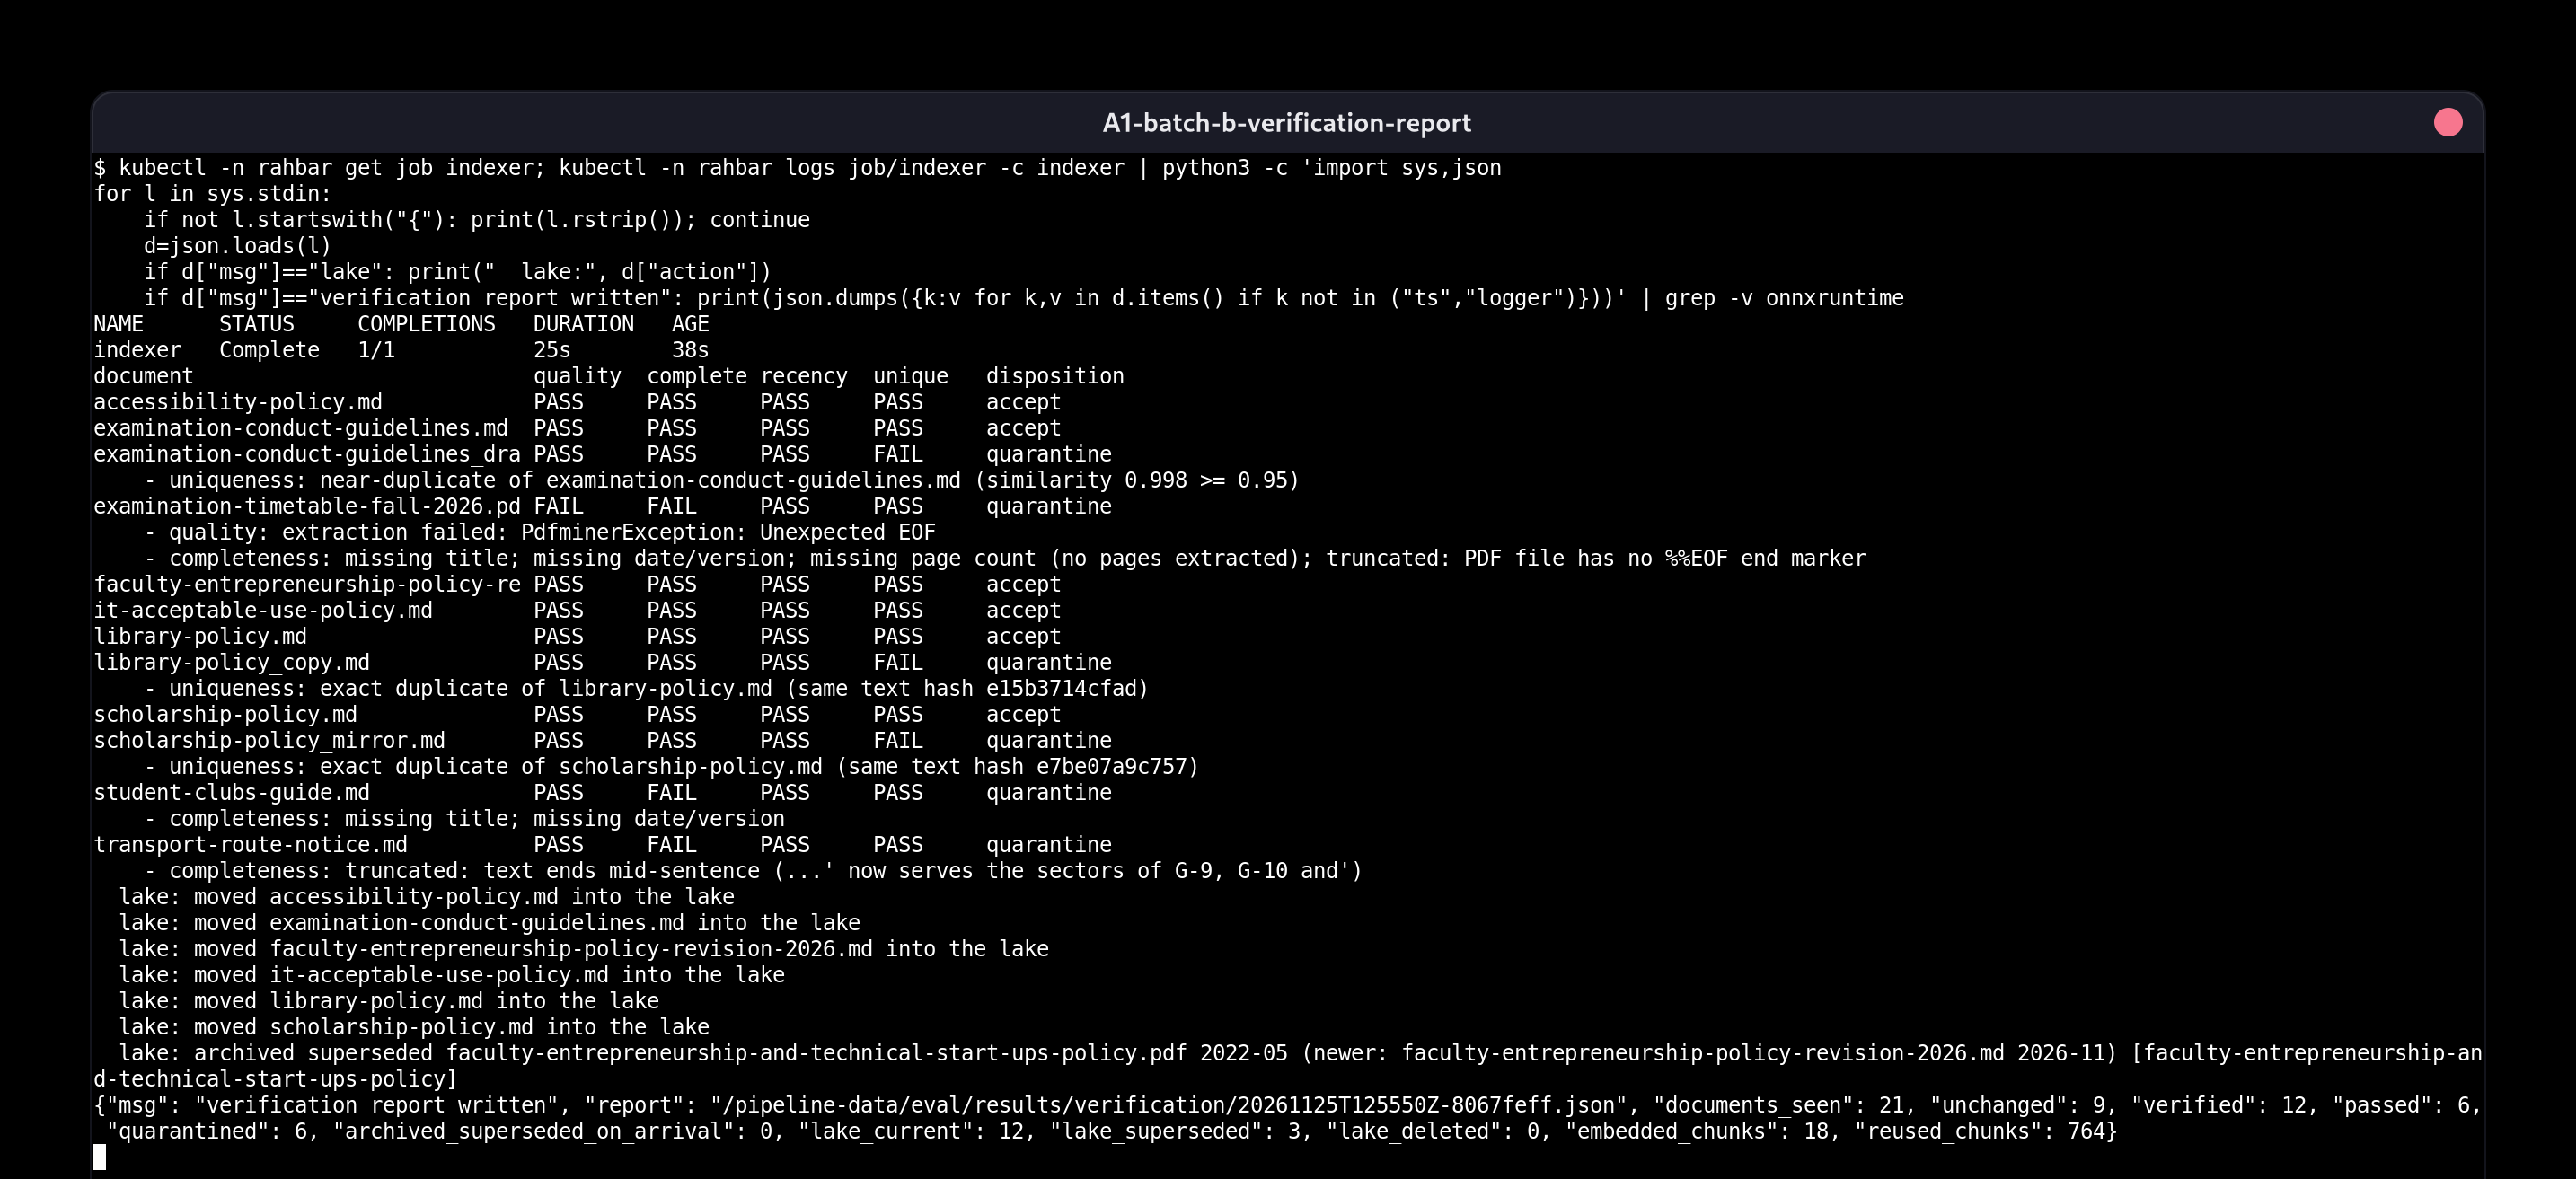 A1-batch-b-verification-report
$ kubectl -n rahbar get job indexer; kubectl -n rahbar logs job/indexer -c indexer | python3 -c 'import sys,json
for l in sys.stdin:
    if not l.startswith("{"): print(l.rstrip()); continue
    d=json.loads(l)
    if d["msg"]=="lake": print("  lake:", d["action"])
    if d["msg"]=="verification report written": print(json.dumps({k:v for k,v in d.items() if k not in ("ts","logger")}))' | grep -v onnxruntime
NAME      STATUS     COMPLETIONS   DURATION   AGE
indexer   Complete   1/1           25s        38s
document                           quality  complete recency  unique   disposition
accessibility-policy.md            PASS     PASS     PASS     PASS     accept
examination-conduct-guidelines.md  PASS     PASS     PASS     PASS     accept
examination-conduct-guidelines_dra PASS     PASS     PASS     FAIL     quarantine
    - uniqueness: near-duplicate of examination-conduct-guidelines.md (similarity 0.998 >= 0.95)
examination-timetable-fall-2026.pd FAIL     FAIL     PASS     PASS     quarantine
    - quality: extraction failed: PdfminerException: Unexpected EOF
    - completeness: missing title; missing date/version; missing page count (no pages extracted); truncated: PDF file has no %%EOF end marker
faculty-entrepreneurship-policy-re PASS     PASS     PASS     PASS     accept
it-acceptable-use-policy.md        PASS     PASS     PASS     PASS     accept
library-policy.md                  PASS     PASS     PASS     PASS     accept
library-policy_copy.md             PASS     PASS     PASS     FAIL     quarantine
    - uniqueness: exact duplicate of library-policy.md (same text hash e15b3714cfad)
scholarship-policy.md              PASS     PASS     PASS     PASS     accept
scholarship-policy_mirror.md       PASS     PASS     PASS     FAIL     quarantine
    - uniqueness: exact duplicate of scholarship-policy.md (same text hash e7be07a9c757)
student-clubs-guide.md             PASS     FAIL     PASS     PASS     quarantine
    - completeness: missing title; missing date/version
transport-route-notice.md          PASS     FAIL     PASS     PASS     quarantine
    - completeness: truncated: text ends mid-sentence (...' now serves the sectors of G-9, G-10 and')
  lake: moved accessibility-policy.md into the lake
  lake: moved examination-conduct-guidelines.md into the lake
  lake: moved faculty-entrepreneurship-policy-revision-2026.md into the lake
  lake: moved it-acceptable-use-policy.md into the lake
  lake: moved library-policy.md into the lake
  lake: moved scholarship-policy.md into the lake
  lake: archived superseded faculty-entrepreneurship-and-technical-start-ups-policy.pdf 2022-05 (newer: faculty-entrepreneurship-policy-revision-2026.md 2026-11) [faculty-entrepreneurship-an
d-technical-start-ups-policy]
{"msg": "verification report written", "report": "/pipeline-data/eval/results/verification/20261125T125550Z-8067feff.json", "documents_seen": 21, "unchanged": 9, "verified": 12, "passed": 6,
 "quarantined": 6, "archived_superseded_on_arrival": 0, "lake_current": 12, "lake_superseded": 3, "lake_deleted": 0, "embedded_chunks": 18, "reused_chunks": 764}